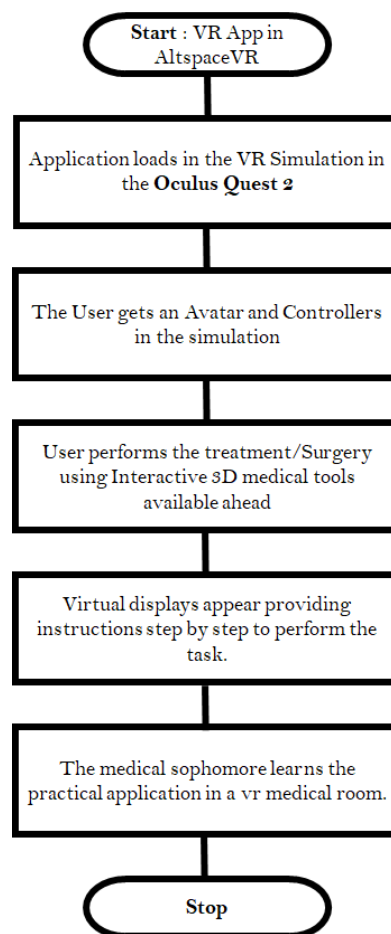 Start : VR App in
AltspaceVR
Application loads in the VR Simulation in
the Oculus Quest 2
The User gets an Avatar and Controllers
in the simulation
User performs the treatment/Surgery
using Interactive 3D medical tools
available ahead
Virtual displays appear providing
instructions step by step to perform the
task.
The medical sophomore learns the
practical application in a vr medical room.
Stop